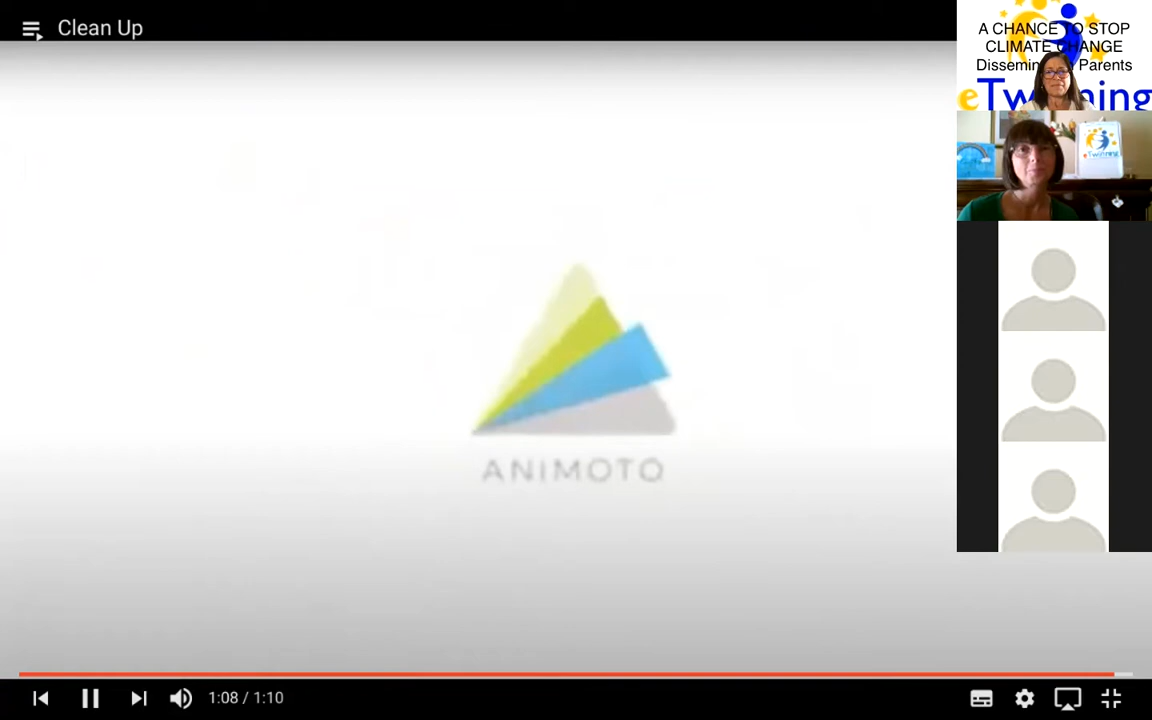 Clean Up
A CHANCE TO STOP
CLIMATE CHANGE
Parents
ANIMOTO
1:08 / 1:10